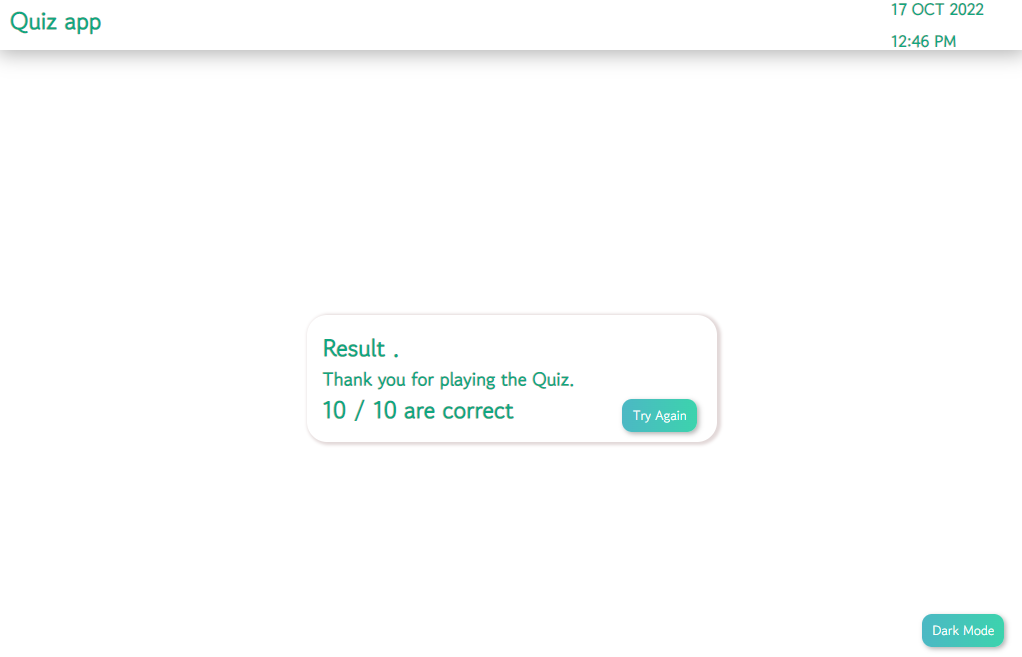 Quiz app
17 OCT 2022
12:46 PM
Result .
Thank you for playing the Quiz.
10 / 10 are correct
Try Again
Dark Mode